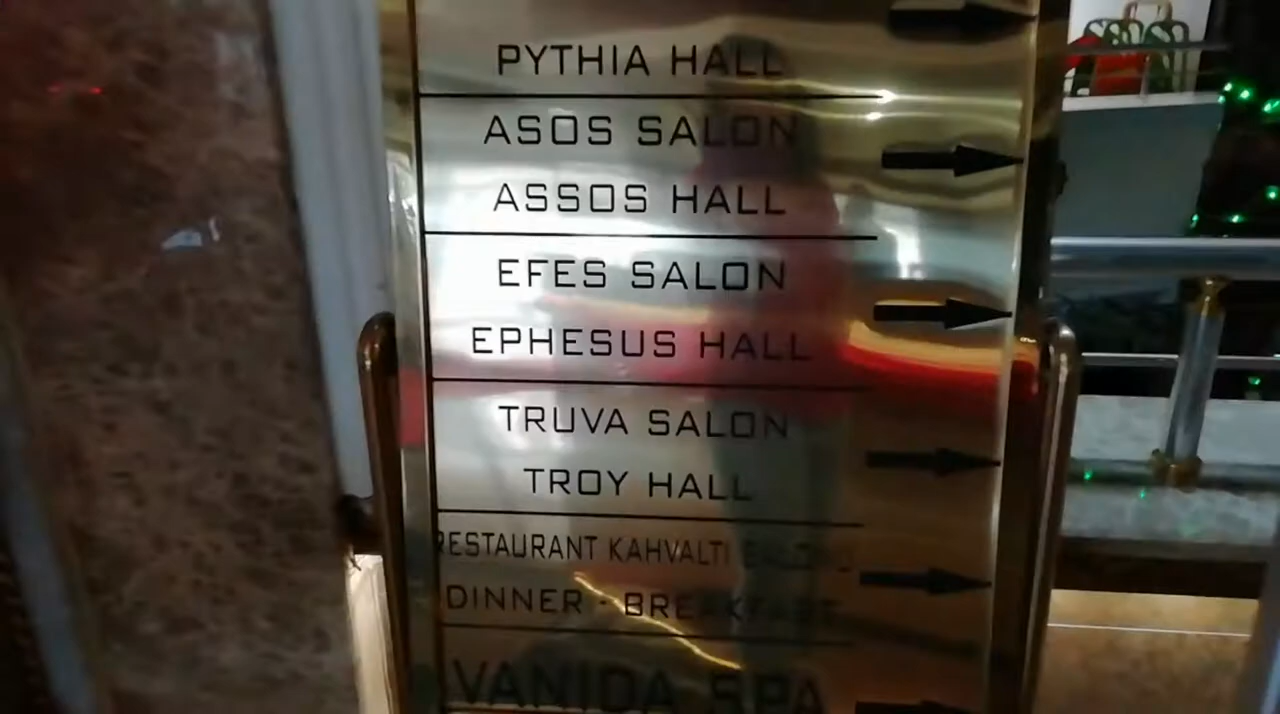 PYTHIA HALL
ASOS SALON
ASSOS HALL
EFES SALON
EPHESUS HALL
TRUVA SALON
TROY HALL
RESTAURANT KAHVALTI
DINNER - BREAKFAST
VANIDA SPA